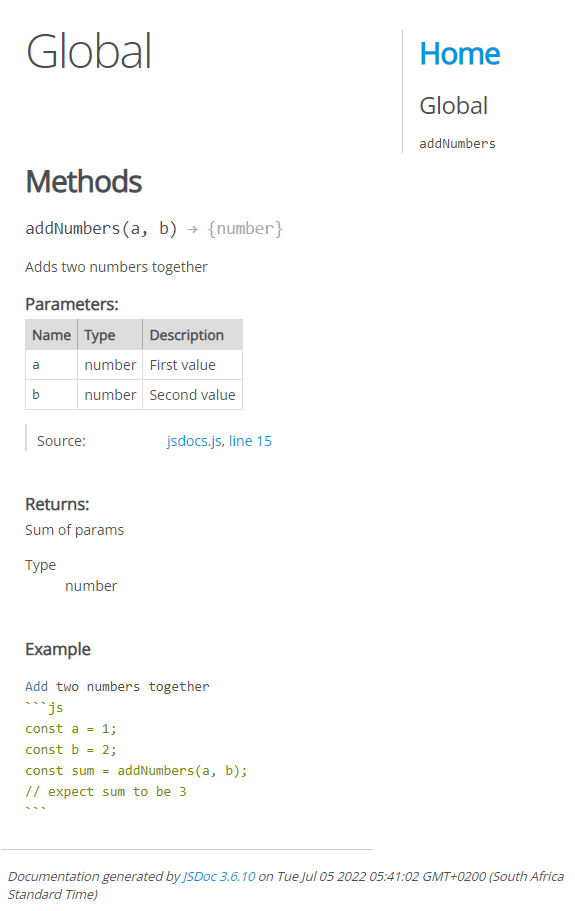 Global
Home
Global
addNumbers
Methods
addNumbers(a, b) → {number}
Adds two numbers together
Parameters:
Name Type Description
a number First value
b number Second value
Source: jsdocs.js, line 15
Returns:
Sum of params
Type
number
Example
Add two numbers together
```js
const a = 1;
const b = 2;
const sum = addNumbers(a, b);
// expect sum to be 3
```
Documentation generated by JSDoc 3.6.10 on Tue Jul 05 2022 05:41:02 GMT+0200 (South Africa
Standard Time)